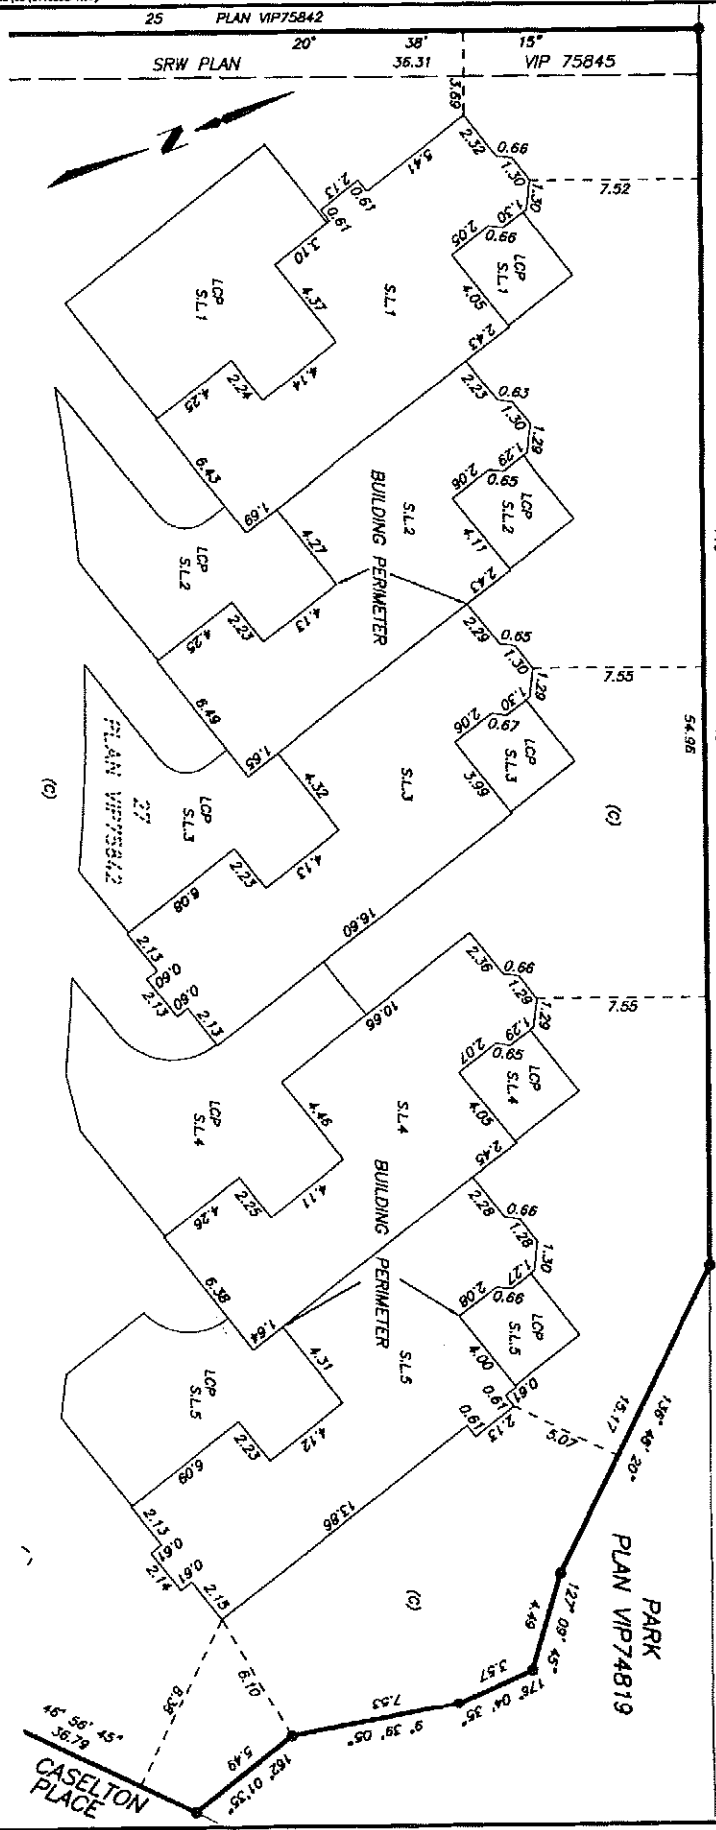 25 PLAN VIP75842
20" 38' 15"
SRW PLAN 36.31 VIP 75845
3.69
N
2.32
0.66
1.30
1.30
7.52
5.41
0.61
2.13
0.61
3.10
1.30
0.66
2.05
LCP
S.L.1
4.05
2.43
S.L.1
4.37
LCP
S.L.1
4.14
2.24
4.25
6.43
1.69
2.23
0.63
1.30
1.29
1.29
0.65
2.06
LCP
S.L.2
4.11
2.43
S.L.2
BUILDING PERIMETER
4.27
LCP
S.L.2
4.13
2.23
4.25
6.49
1.65
2.29
0.65
1.30
1.29
7.55
1.30
0.67
2.06
LCP
S.L.3
3.99
54.96
S.L.3
4.32
LCP
S.L.3
4.13
2.23
6.08
(C)
27
PLAN VIP75842
(C)
16.60
2.13
0.60
2.13
0.60
2.13
2.36
0.66
1.29
1.29
7.55
1.29
0.65
2.07
LCP
S.L.4
4.05
2.45
10.66
S.L.4
4.46
LCP
S.L.4
4.11
2.25
4.26
6.38
1.64
BUILDING PERIMETER
2.28
0.66
1.28
1.30
1.27
0.66
2.08
LCP
S.L.5
4.00
0.61
0.61
2.13
0.61
5.07
S.L.5
4.31
LCP
S.L.5
4.12
2.23
6.09
13.86
2.13
0.61
2.14
0.61
2.15
(C)
136° 48' 20"
15.17
PARK
PLAN VIP74819
127° 09' 45"
4.49
176° 04' 35"
3.57
9° 39' 05"
7.53
162° 01' 35"
5.49
6.10
8.38
46° 56' 45"
36.79
CASELTON
PLACE